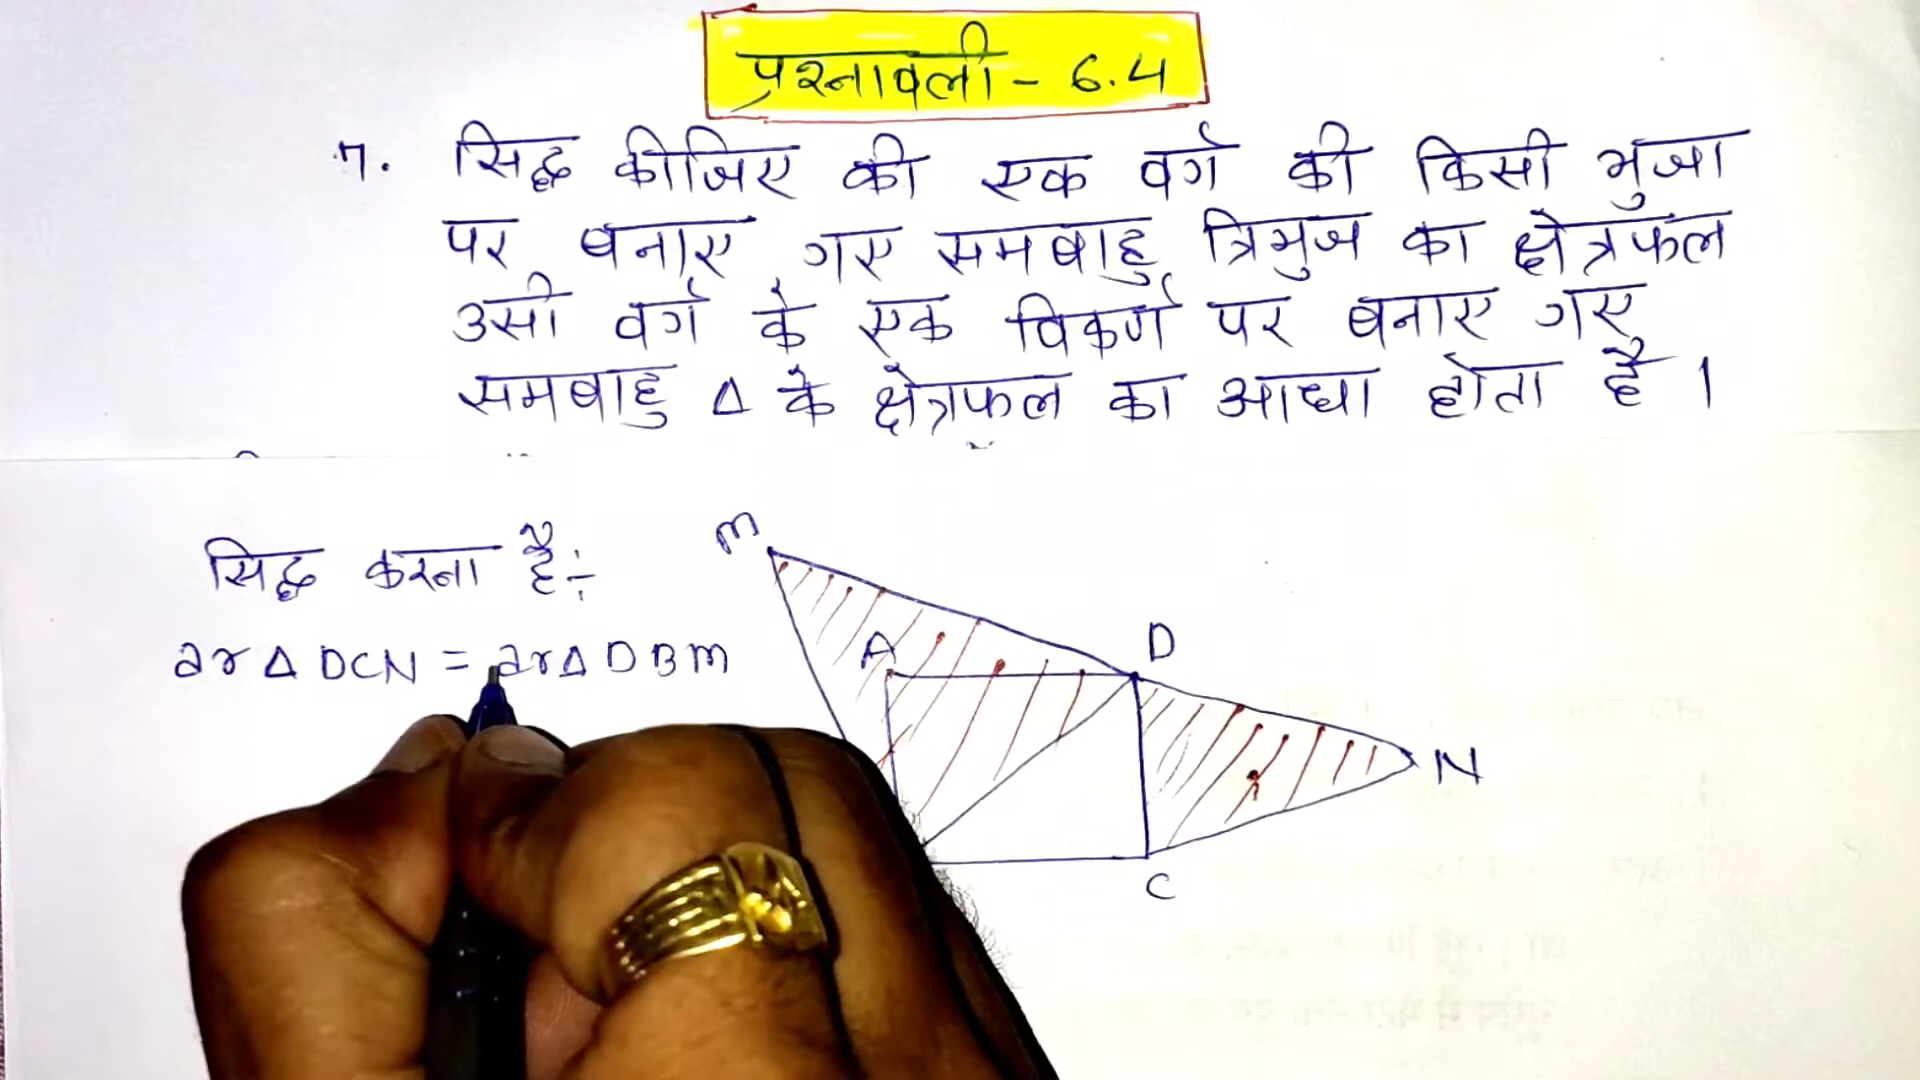 प्रश्नावली - 6.4
7. सिद्ध कीजिए की एक वर्ग की किसी भुजा
पर बनाए गए समबाहु त्रिभुज का क्षेत्रफल
उसी वर्ग के एक विकर्ण पर बनाए गए
समबाहु Δ के क्षेत्रफल का आधा होता है ।
सिद्ध करना है÷
ar Δ DCN = ar Δ DBM
M
A
D
N
C